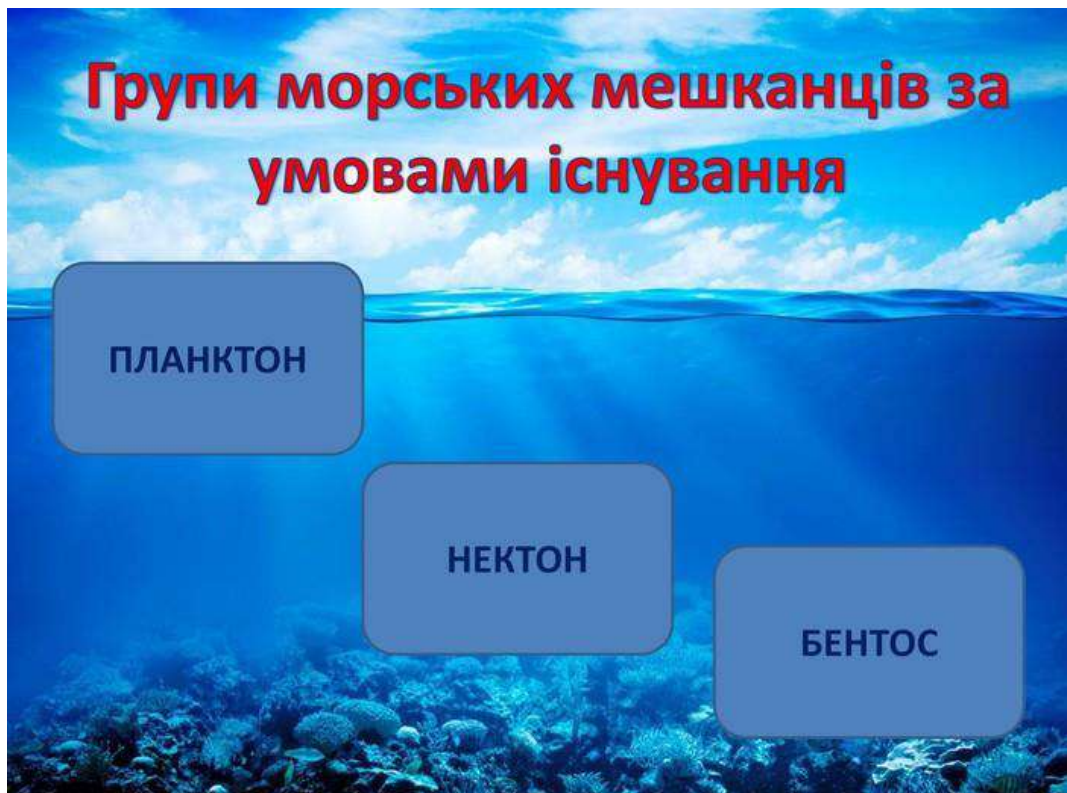 Групи морських мешканців за
умовами існування
ПЛАНКТОН
НЕКТОН
БЕНТОС